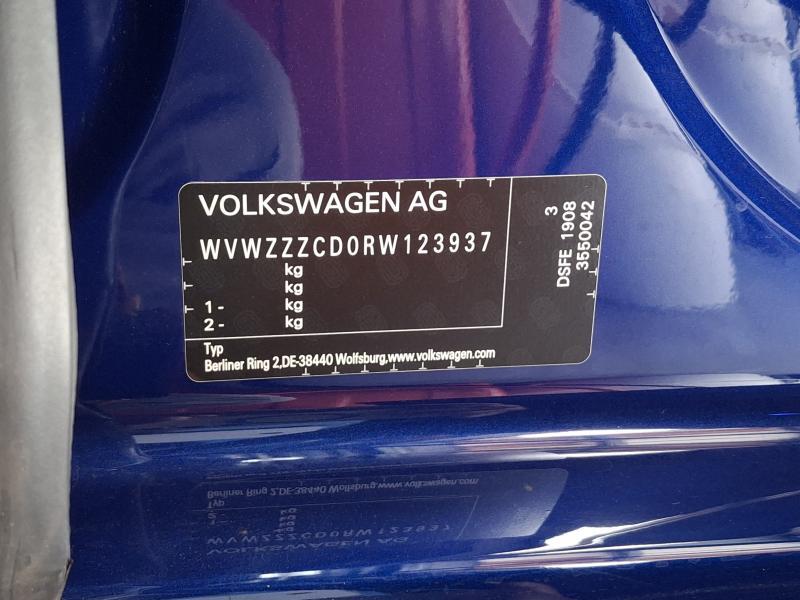 VOLKSWAGEN AG
WVWZZZCD0RW123937
kg
kg
1 - kg
2 - kg
Typ
Berliner Ring 2,DE-38440 Wolfsburg,www.volkswagen.com
3
DSFE 1908
3550042